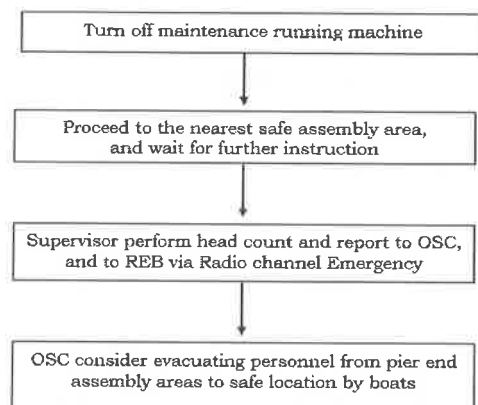 Turn off maintenance running machine
Proceed to the nearest safe assembly area,
and wait for further instruction
Supervisor perform head count and report to OSC,
and to REB via Radio channel Emergency
OSC consider evacuating personnel from pier end
assembly areas to safe location by boats